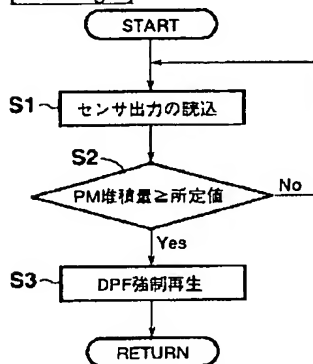 START
S1
センサ出力の読込
S2
PM堆積量≧所定値
No
Yes
S3
DPF強制再生
RETURN